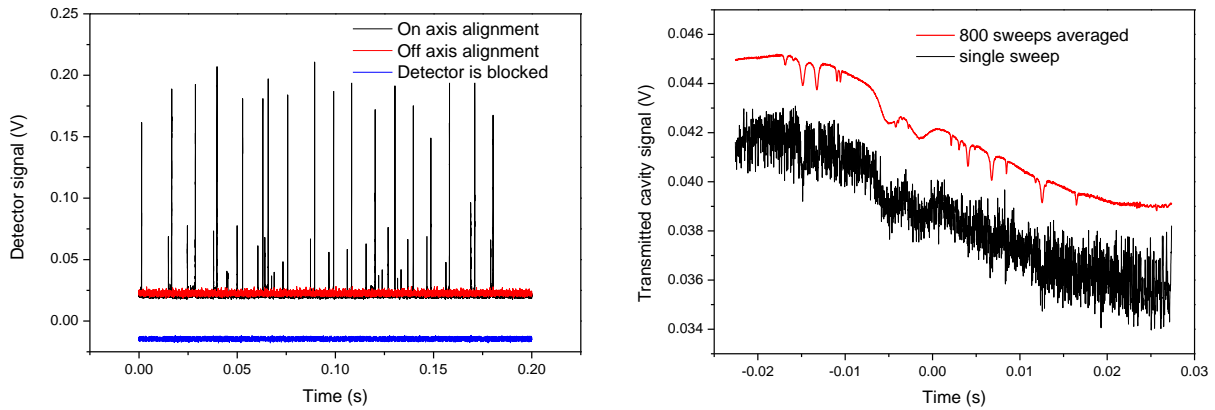 0.25
0.20
0.15
0.10
0.05
0.00
Detector signal (V)
On axis alignment
Off axis alignment
Detector is blocked
0.00 0.05 0.10 0.15 0.20
Time (s)
0.046
0.044
0.042
0.040
0.038
0.036
0.034
Transmitted cavity signal (V)
800 sweeps averaged
single sweep
-0.02 -0.01 0.00 0.01 0.02 0.03
Time (s)